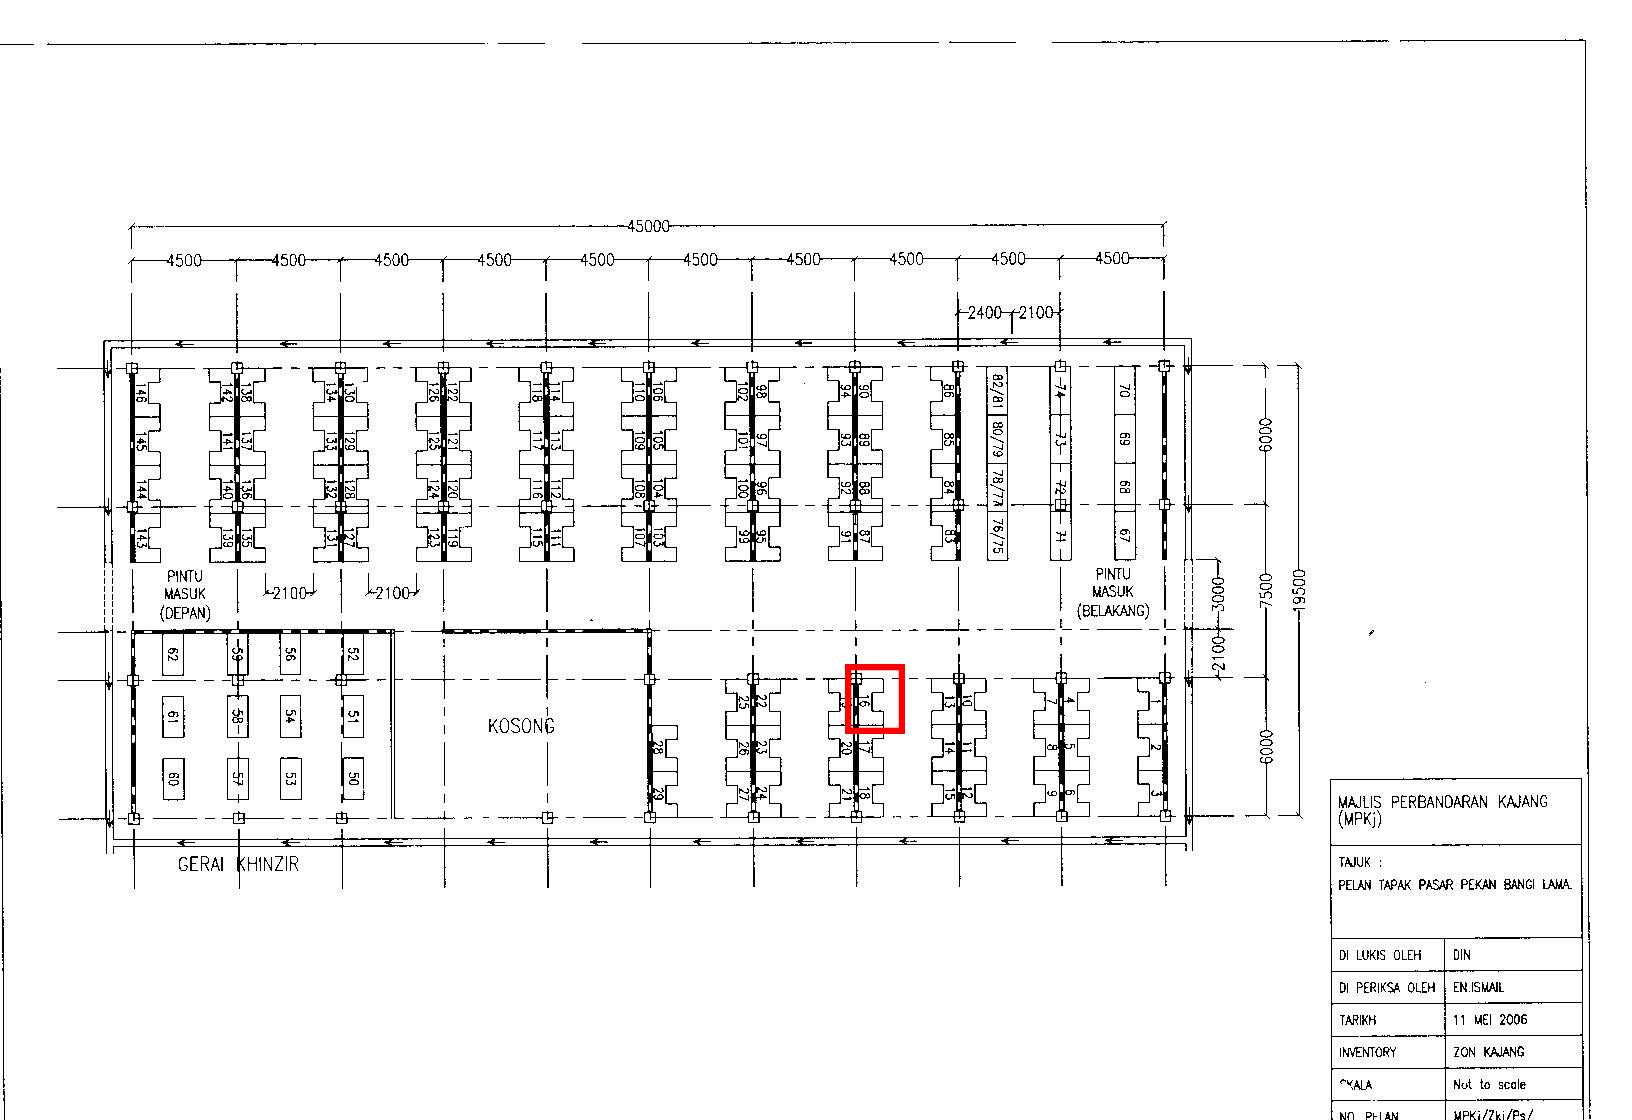 45000
4500 4500 4500 4500 4500 4500 4500 4500 4500 4500
2400 2100
146 142 138 134 130 126 122 118 114 110 106 102 98 94 90 86 82/81 74 70
145 141 137 133 129 125 121 117 113 109 105 101 97 93 89 85 80/79 73 69
144 140 136 132 128 124 120 116 112 108 104 100 96 92 88 84 78/77 72 68
143 139 135 131 127 123 119 115 111 107 103 99 95 91 87 83 76/75 71 67
6000
7500
19500
3000
2100
6000
PINTU
MASUK
(DEPAN)
2100 2100
PINTU
MASUK
(BELAKANG)
62 59 56 52
61 58 54 51
60 57 53 50
KOSONG
25 22 16 13 10 7 4 1
28 26 23 20 17 14 11 8 5 2
29 27 24 21 18 15 12 9 6 3
GERAI KHINZIR
MAJLIS PERBANDARAN KAJANG
(MPKj)
TAJUK :
PELAN TAPAK PASAR PEKAN BANGI LAMA.
DI LUKIS OLEH DIN
DI PERIKSA OLEH EN.ISMAIL
TARIKH 11 MEI 2006
INVENTORY ZON KAJANG
SKALA Not to scale
NO. PELAN MPKj/Zkj/Ps/